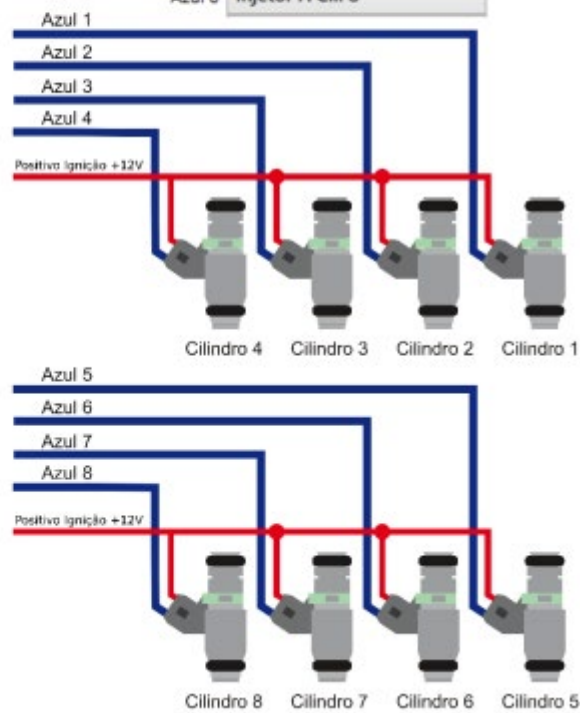 Azul 1
Azul 2
Azul 3
Azul 4
Positivo Ignição +12V
Cilindro 4 Cilindro 3 Cilindro 2 Cilindro 1
Azul 5
Azul 6
Azul 7
Azul 8
Positivo Ignição +12V
Cilindro 8 Cilindro 7 Cilindro 6 Cilindro 5